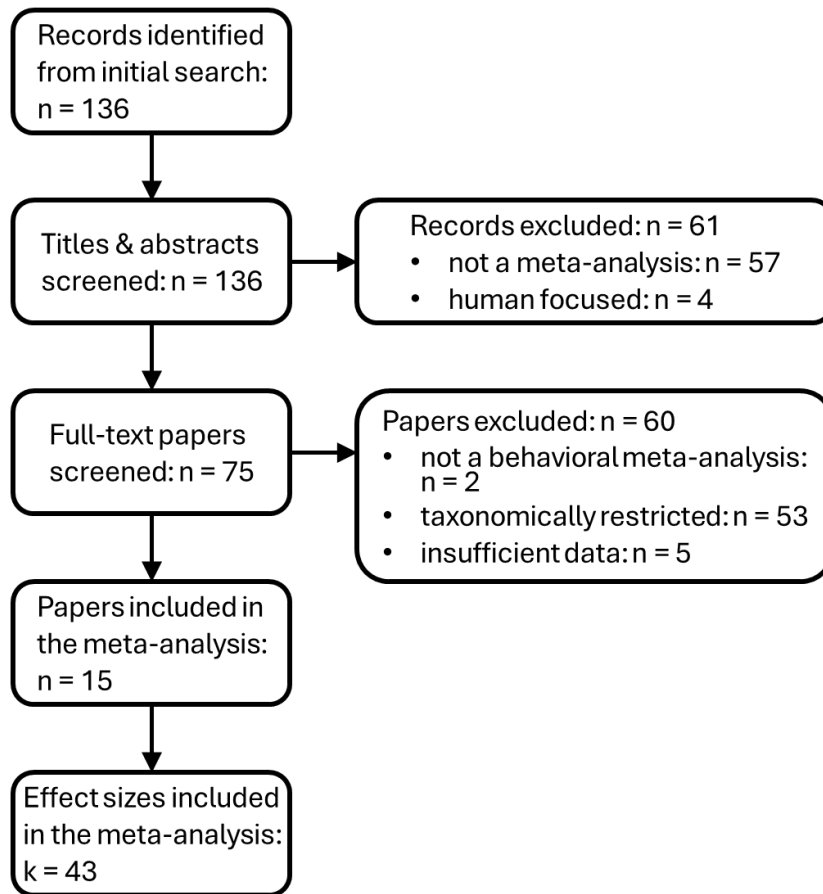 Records identified
from initial search:
n = 136
Titles & abstracts
screened: n = 136
Records excluded: n = 61
• not a meta-analysis: n = 57
• human focused: n = 4
Full-text papers
screened: n = 75
Papers excluded: n = 60
• not a behavioral meta-analysis:
n = 2
• taxonomically restricted: n = 53
• insufficient data: n = 5
Papers included in
the meta-analysis:
n = 15
Effect sizes included
in the meta-analysis:
k = 43